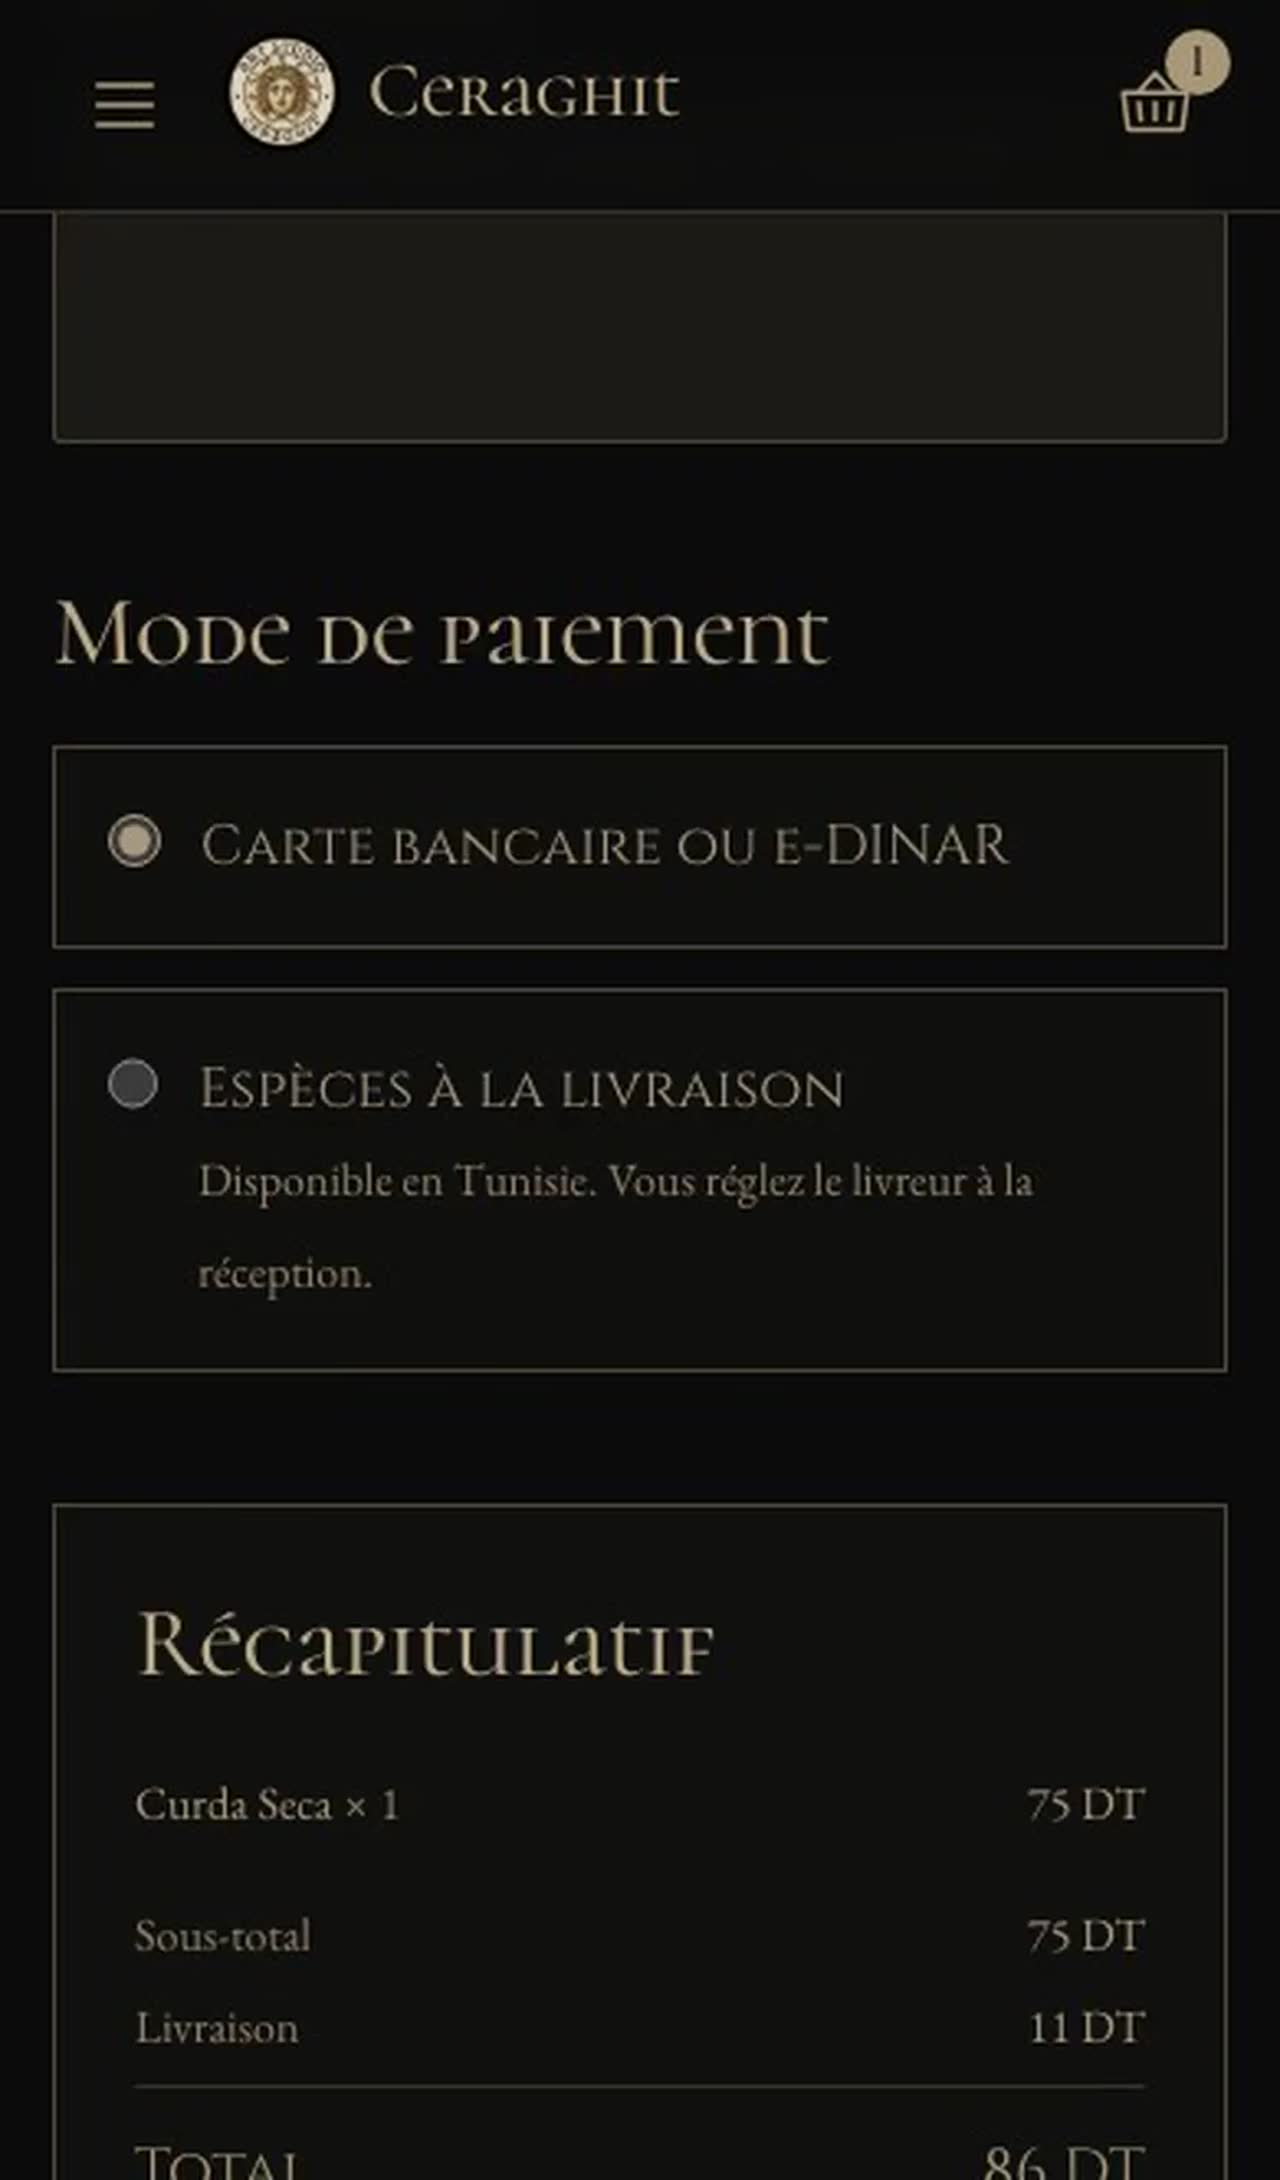 Ceraghit
1
Mode de paiement
Carte bancaire ou e-DINAR
Espèces à la livraison
Disponible en Tunisie. Vous réglez le livreur à la
réception.
Récapitulatif
Curda Seca × 1 75 DT
Sous-total 75 DT
Livraison 11 DT
Total 86 DT